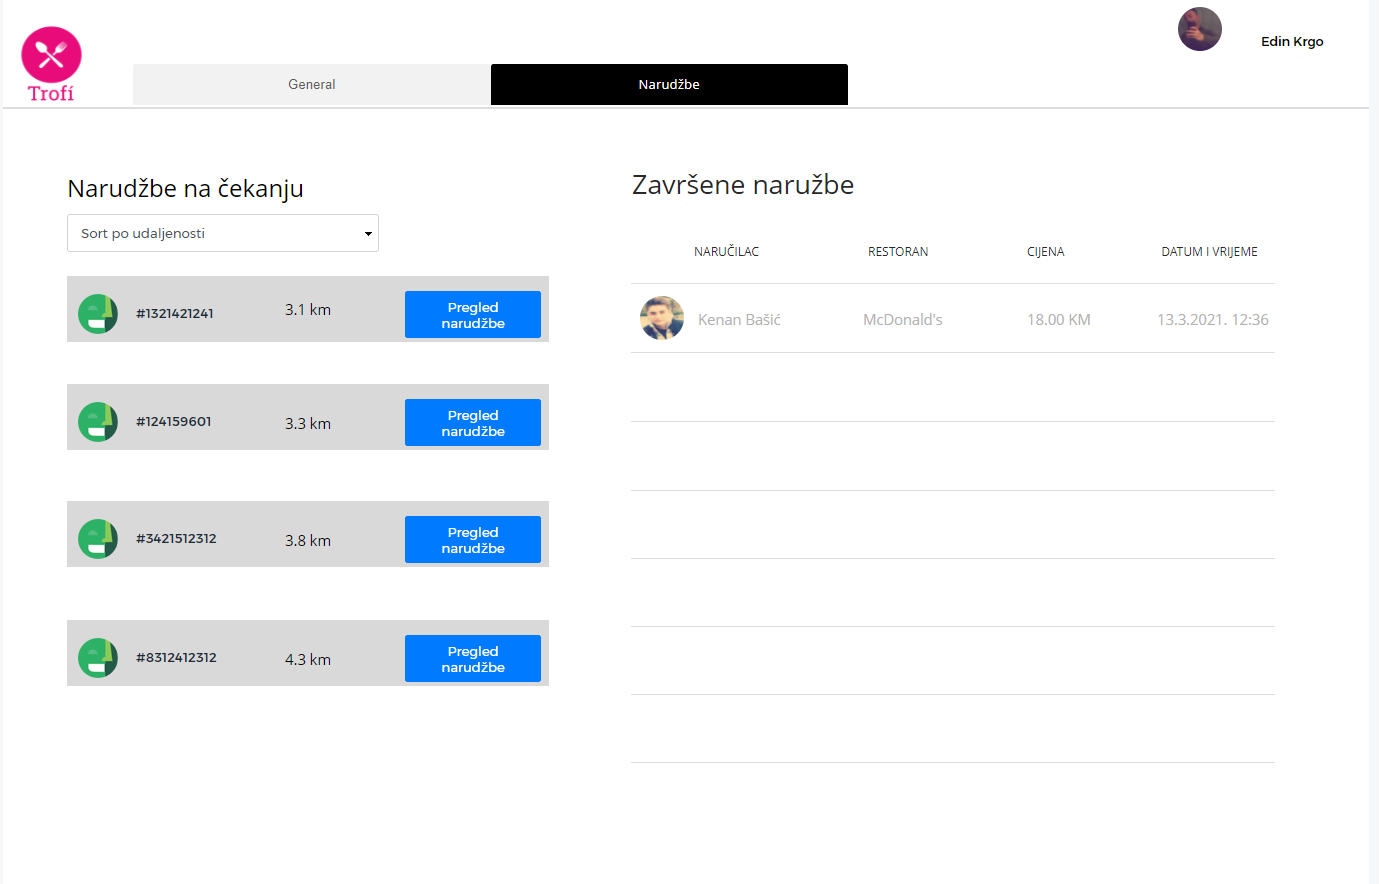 Trofí
General
Narudžbe
Edin Krgo
Narudžbe na čekanju
Sort po udaljenosti
#1321421241
3.1 km
Pregled
narudžbe
#124159601
3.3 km
Pregled
narudžbe
#3421512312
3.8 km
Pregled
narudžbe
#8312412312
4.3 km
Pregled
narudžbe
Završene naružbe
NARUČILAC RESTORAN CIJENA DATUM I VRIJEME
Kenan Bašić McDonald's 18.00 KM 13.3.2021. 12:36